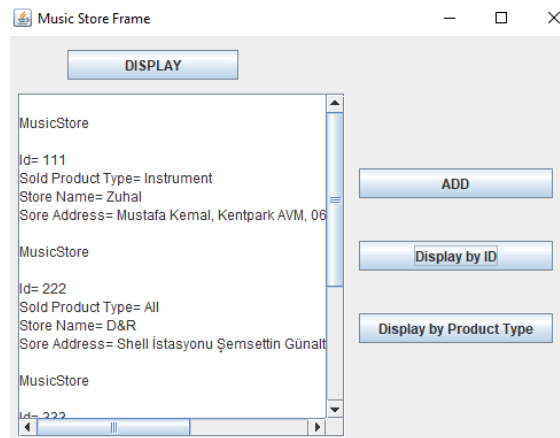 Music Store Frame
DISPLAY
MusicStore
Id= 111
Sold Product Type= Instrument
Store Name= Zuhal
Sore Address= Mustafa Kemal, Kentpark AVM, 06
MusicStore
Id= 222
Sold Product Type= All
Store Name= D&R
Sore Address= Shell İstasyonu Şemsettin Günalt
MusicStore
Id= 333
ADD
Display by ID
Display by Product Type